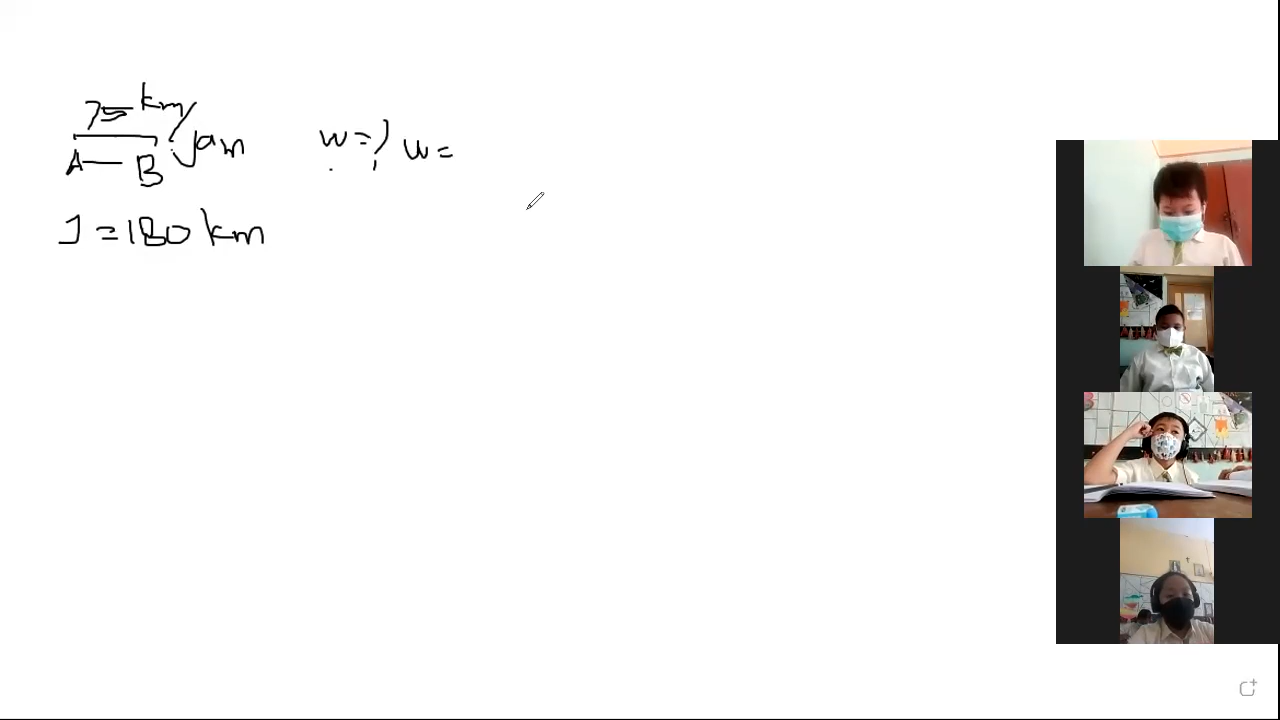 75 km/jam w = ? w =
A — B
J = 180 km